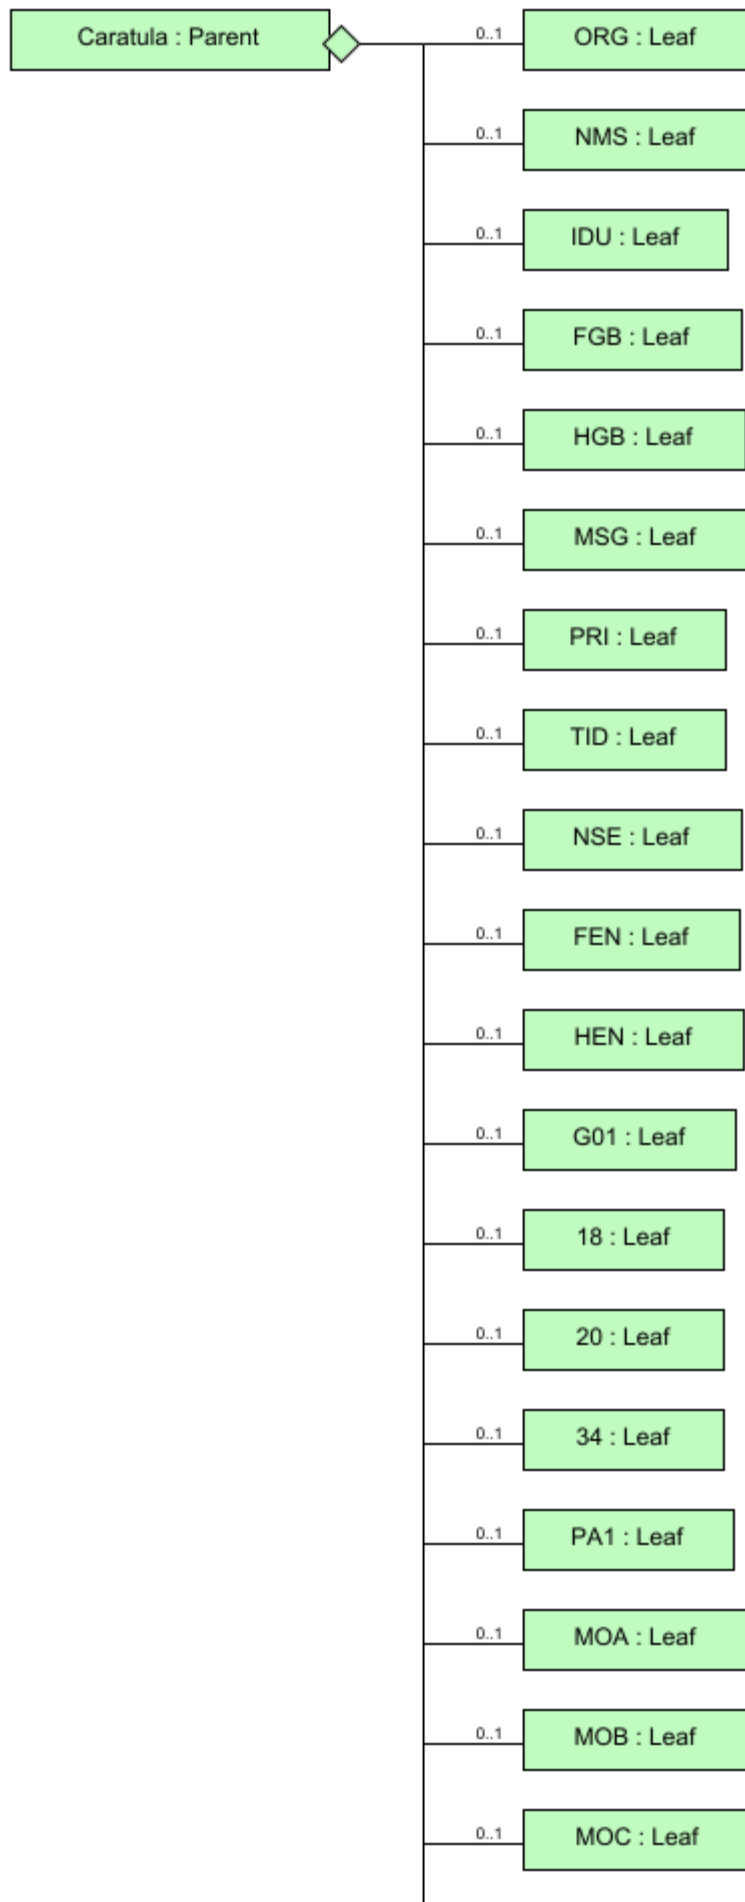 Caratula : Parent
0..1
ORG : Leaf
0..1
NMS : Leaf
0..1
IDU : Leaf
0..1
FGB : Leaf
0..1
HGB : Leaf
0..1
MSG : Leaf
0..1
PRI : Leaf
0..1
TID : Leaf
0..1
NSE : Leaf
0..1
FEN : Leaf
0..1
HEN : Leaf
0..1
G01 : Leaf
0..1
18 : Leaf
0..1
20 : Leaf
0..1
34 : Leaf
0..1
PA1 : Leaf
0..1
MOA : Leaf
0..1
MOB : Leaf
0..1
MOC : Leaf